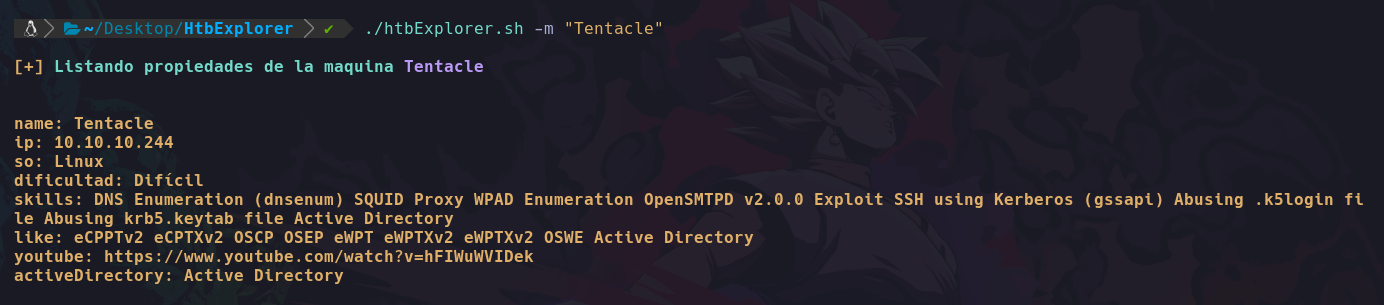 ~/Desktop/HtbExplorer ✔ ./htbExplorer.sh -m "Tentacle"
[+] Listando propiedades de la maquina Tentacle
name: Tentacle
ip: 10.10.10.244
so: Linux
dificultad: Difícil
skills: DNS Enumeration (dnsenum) SQUID Proxy WPAD Enumeration OpenSMTPD v2.0.0 Exploit SSH using Kerberos (gssapi) Abusing .k5login fi
le Abusing krb5.keytab file Active Directory
like: eCPPTv2 eCPTXv2 OSCP OSEP eWPT eWPTXv2 eWPTXv2 OSWE Active Directory
youtube: https://www.youtube.com/watch?v=hFIWuWVIDek
activeDirectory: Active Directory